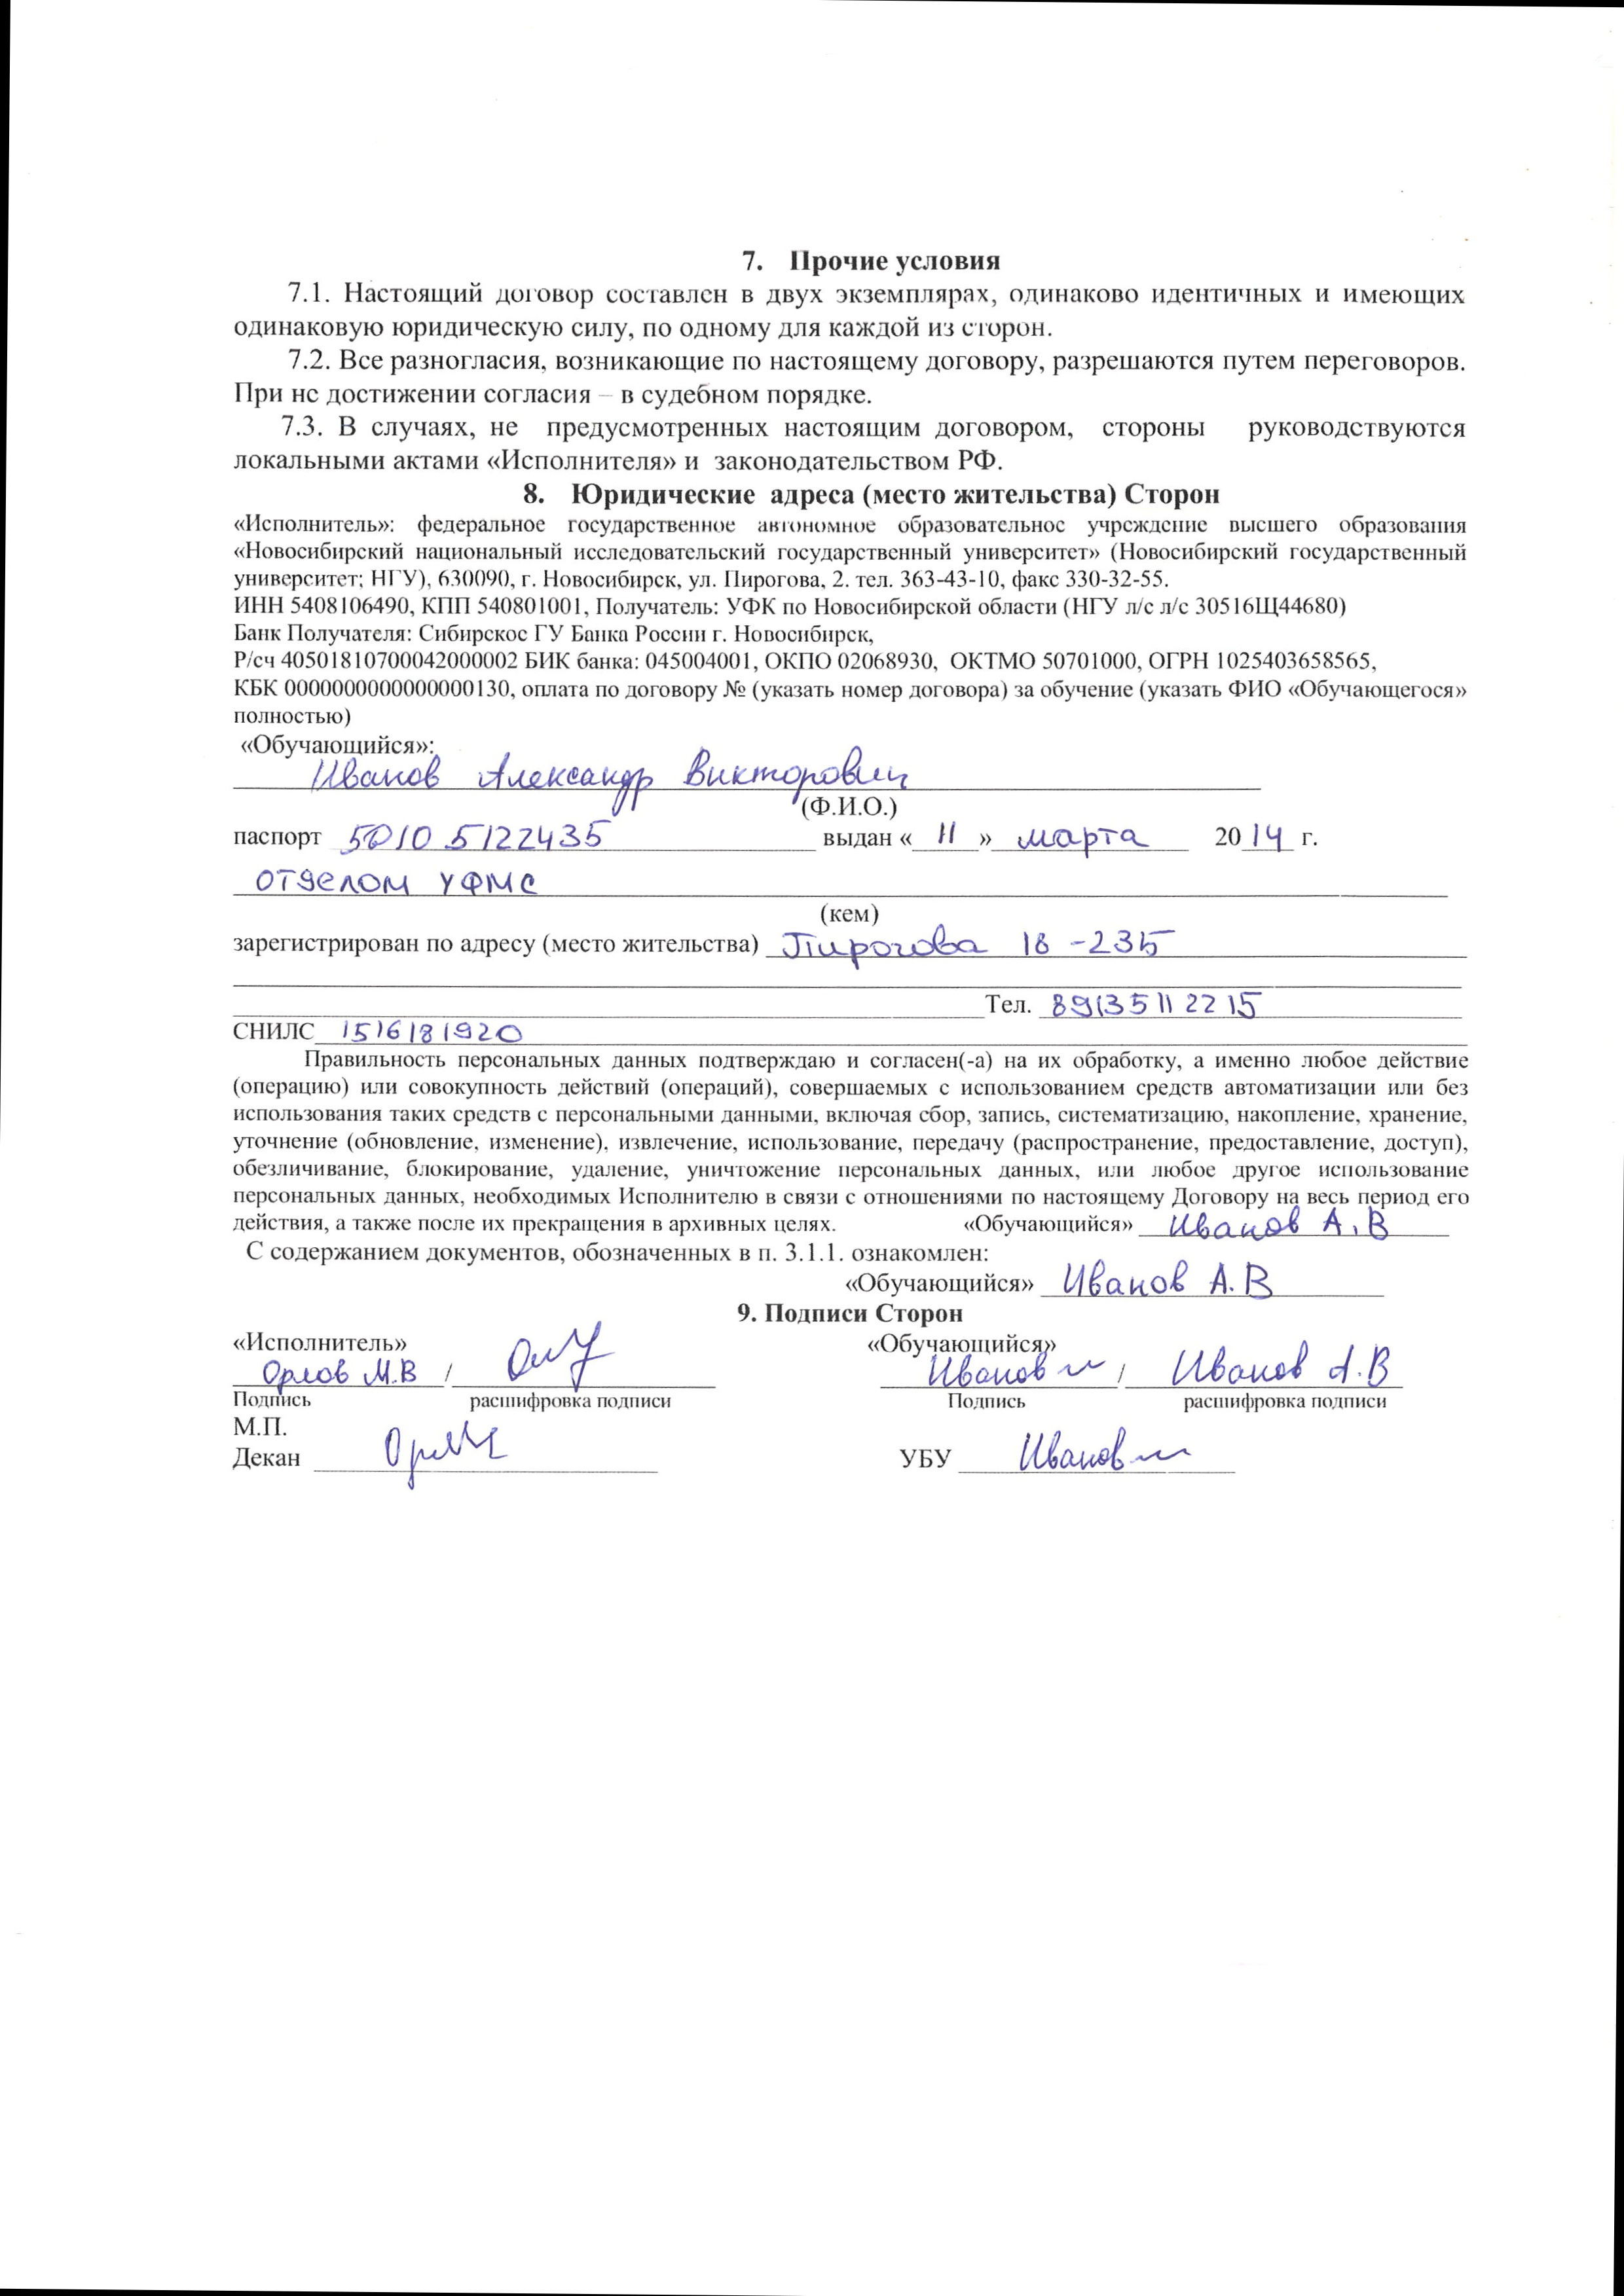 7. Прочие условия
7.1. Настоящий договор составлен в двух экземплярах, одинаково идентичных и имеющих
одинаковую юридическую силу, по одному для каждой из сторон.
7.2. Все разногласия, возникающие по настоящему договору, разрешаются путем переговоров.
При не достижении согласия – в судебном порядке.
7.3. В случаях, не предусмотренных настоящим договором, стороны руководствуются
локальными актами «Исполнителя» и законодательством РФ.
8. Юридические адреса (место жительства) Сторон
«Исполнитель»: федеральное государственное автономное образовательное учреждение высшего образования
«Новосибирский национальный исследовательский государственный университет» (Новосибирский государственный
университет; НГУ), 630090, г. Новосибирск, ул. Пирогова, 2. тел. 363-43-10, факс 330-32-55.
ИНН 5408106490, КПП 540801001, Получатель: УФК по Новосибирской области (НГУ л/с л/с 30516Щ44680)
Банк Получателя: Сибирское ГУ Банка России г. Новосибирск,
Р/сч 40501810700042000002 БИК банка: 045004001, ОКПО 02068930, ОКТМО 50701000, ОГРН 1025403658565,
КБК 00000000000000000130, оплата по договору № (указать номер договора) за обучение (указать ФИО «Обучающегося»
полностью)
«Обучающийся»:
Иванов Александр Викторович
(Ф.И.О.)
паспорт 5010 5122435 выдан « 11 » марта 2014 г.
отделом УФМС
(кем)
зарегистрирован по адресу (место жительства) Пирогова 18 -235
Тел. 8913511 22 15
СНИЛС 1516181920
Правильность персональных данных подтверждаю и согласен(-а) на их обработку, а именно любое действие
(операцию) или совокупность действий (операций), совершаемых с использованием средств автоматизации или без
использования таких средств с персональными данными, включая сбор, запись, систематизацию, накопление, хранение,
уточнение (обновление, изменение), извлечение, использование, передачу (распространение, предоставление, доступ),
обезличивание, блокирование, удаление, уничтожение персональных данных, или любое другое использование
персональных данных, необходимых Исполнителю в связи с отношениями по настоящему Договору на весь период его
действия, а также после их прекращения в архивных целях. «Обучающийся» Иванов А.В
С содержанием документов, обозначенных в п. 3.1.1. ознакомлен:
«Обучающийся» Иванов А.В
9. Подписи Сторон
«Исполнитель» «Обучающийся»
Орлов М.В / Иванов / Иванов А.В
Подпись расшифровка подписи Подпись расшифровка подписи
М.П.
Декан УБУ Иванов